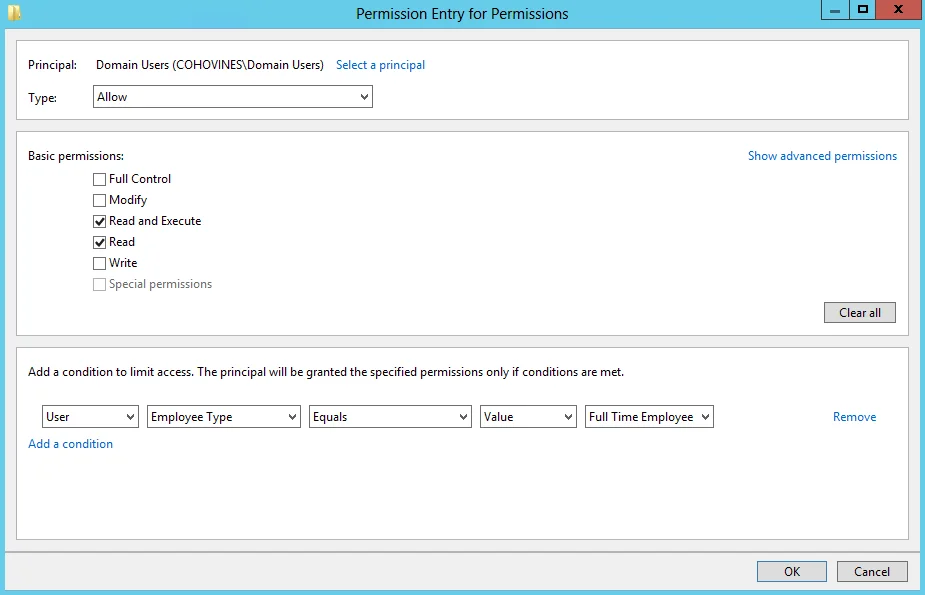 Permission Entry for Permissions
Principal: Domain Users (COHOVINES\Domain Users) Select a principal
Type: Allow
Basic permissions: Show advanced permissions
Full Control
Modify
Read and Execute
Read
Write
Special permissions
Clear all
Add a condition to limit access. The principal will be granted the specified permissions only if conditions are met.
User Employee Type Equals Value Full Time Employee Remove
Add a condition
OK Cancel